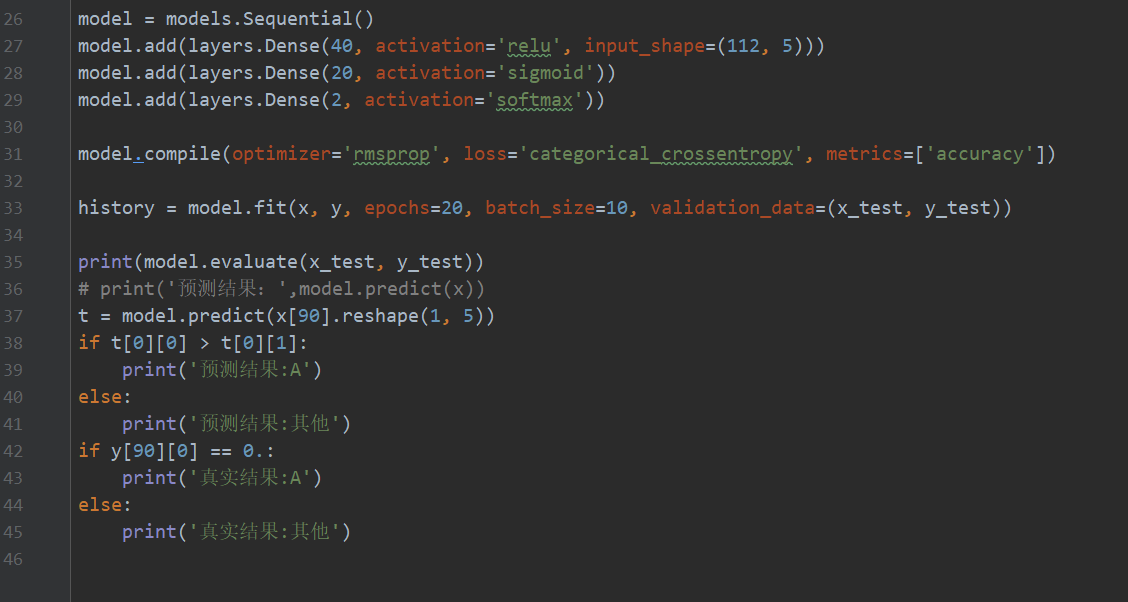 26 model = models.Sequential()
27 model.add(layers.Dense(40, activation='relu', input_shape=(112, 5)))
28 model.add(layers.Dense(20, activation='sigmoid'))
29 model.add(layers.Dense(2, activation='softmax'))
30
31 model.compile(optimizer='rmsprop', loss='categorical_crossentropy', metrics=['accuracy'])
32
33 history = model.fit(x, y, epochs=20, batch_size=10, validation_data=(x_test, y_test))
34
35 print(model.evaluate(x_test, y_test))
36 # print('预测结果: ',model.predict(x))
37 t = model.predict(x[90].reshape(1, 5))
38 if t[0][0] > t[0][1]:
39     print('预测结果:A')
40 else:
41     print('预测结果:其他')
42 if y[90][0] == 0.:
43     print('真实结果:A')
44 else:
45     print('真实结果:其他')
46